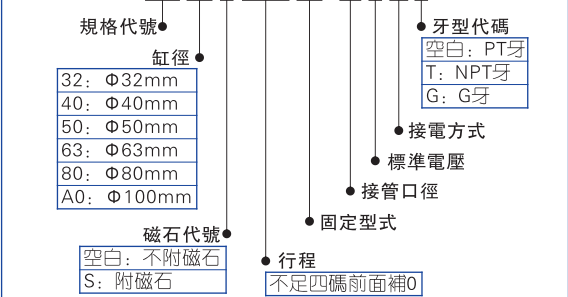 規格代號
牙型代碼
空白：PT牙
T：NPT牙
G：G牙
缸徑
32：Φ32mm
40：Φ40mm
50：Φ50mm
63：Φ63mm
80：Φ80mm
A0：Φ100mm
接電方式
標準電壓
接管口徑
固定型式
磁石代號
空白：不附磁石
S：附磁石
行程
不足四碼前面補0